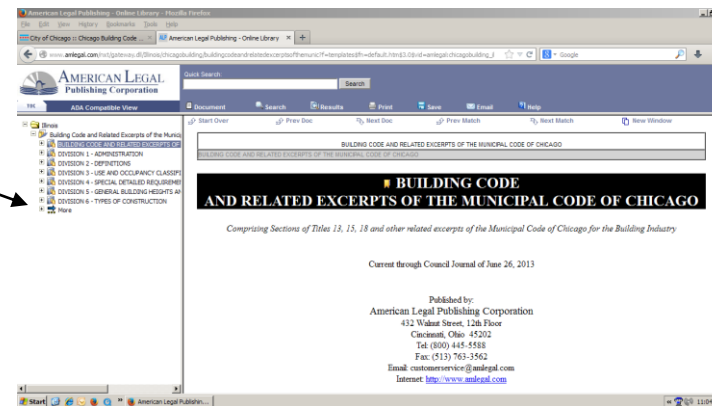 American Legal Publishing - Online Library - Mozilla Firefox
File Edit View History Bookmarks Tools Help
City of Chicago :: Chicago Building Code ... × American Legal Publishing - Online Library × +
www.amlegal.com/nxt/gateway.dll/Illinois/chicagobuilding/buildingcodeandrelatedexcerptsofthemunic?f=templates$fn=default.htm$3.0$vid=amlegal:chicagobuilding_il
Google
AMERICAN LEGAL
Publishing Corporation
Quick Search:
Search
TOC ADA Compatible View
Document Search Results Print Save Email Help
Start Over Prev Doc Next Doc Prev Match Next Match New Window
Illinois
Building Code and Related Excerpts of the Municip
BUILDING CODE AND RELATED EXCERPTS OF
DIVISION 1 - ADMINISTRATION
DIVISION 2 - DEFINITIONS
DIVISION 3 - USE AND OCCUPANCY CLASSIFI
DIVISION 4 - SPECIAL DETAILED REQUIREME
DIVISION 5 - GENERAL BUILDING HEIGHTS AN
DIVISION 6 - TYPES OF CONSTRUCTION
More
BUILDING CODE AND RELATED EXCERPTS OF THE MUNICIPAL CODE OF CHICAGO
BUILDING CODE AND RELATED EXCERPTS OF THE MUNICIPAL CODE OF CHICAGO
BUILDING CODE
AND RELATED EXCERPTS OF THE MUNICIPAL CODE OF CHICAGO
Comprizing Sections of Titles 13, 15, 18 and other related excerpts of the Municipal Code of Chicago for the Building Industry
Current through Council Journal of June 26, 2013
Published by:
American Legal Publishing Corporation
432 Walnut Street, 12th Floor
Cincinnati, Ohio 45202
Tel: (800) 445-5588
Fax: (513) 763-3562
Email: customerservice@amlegal.com
Internet: http://www.amlegal.com
Start American Legal Publishin... 11:04